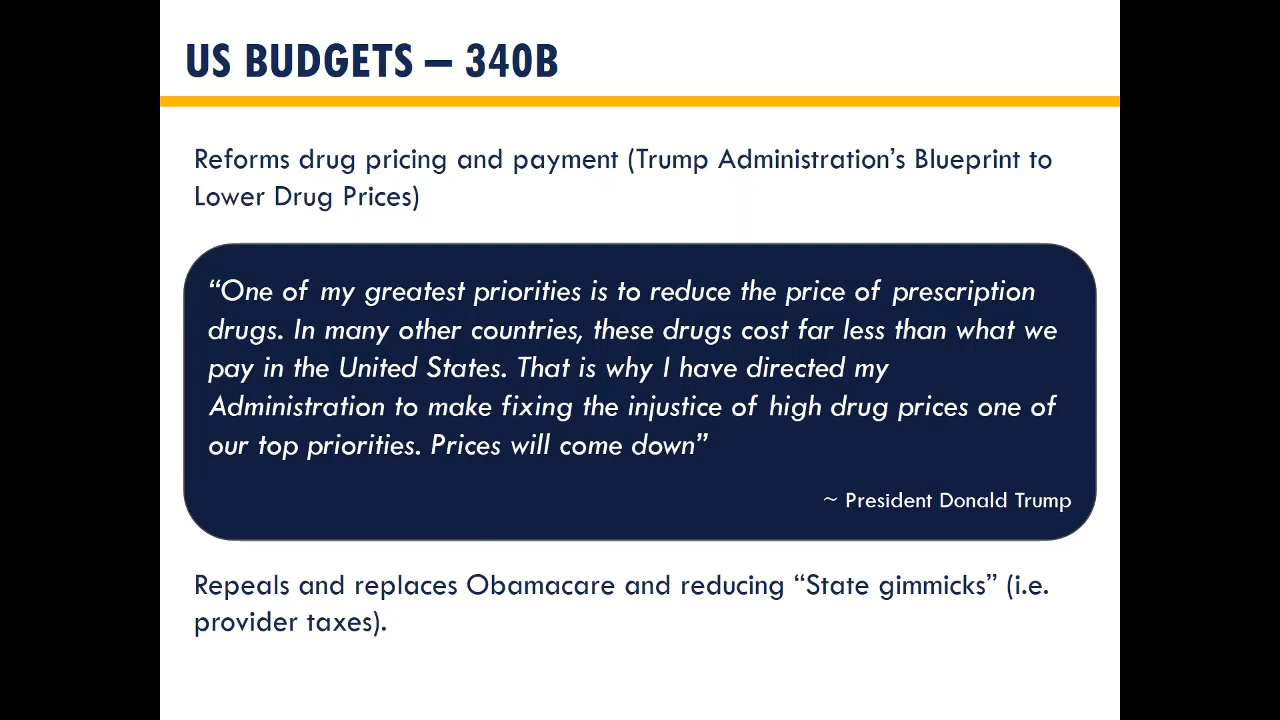 US BUDGETS – 340B
Reforms drug pricing and payment (Trump Administration’s Blueprint to
Lower Drug Prices)
“One of my greatest priorities is to reduce the price of prescription
drugs. In many other countries, these drugs cost far less than what we
pay in the United States. That is why I have directed my
Administration to make fixing the injustice of high drug prices one of
our top priorities. Prices will come down”
~ President Donald Trump
Repeals and replaces Obamacare and reducing “State gimmicks” (i.e.
provider taxes).